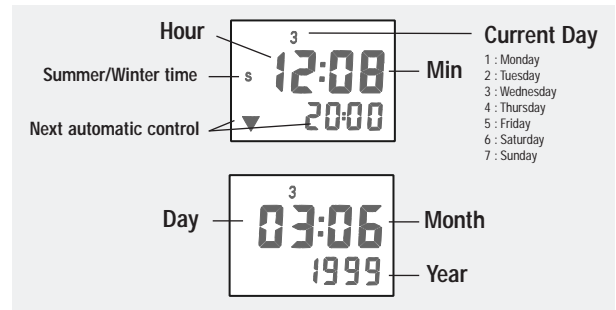 Hour
3
Current Day
Summer/Winter time
s
12:08
Min
1 : Monday
2 : Tuesday
3 : Wednesday
4 : Thursday
5 : Friday
6 : Saturday
7 : Sunday
Next automatic control
20:00
3
Day
03:06
Month
1999
Year